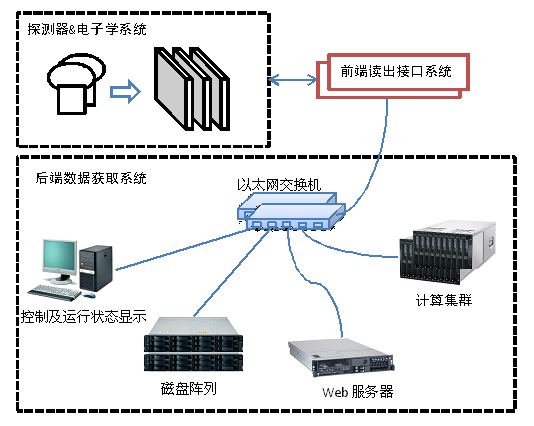 探测器&电子学系统
前端读出接口系统
后端数据获取系统
以太网交换机
控制及运行状态显示
计算集群
磁盘阵列
Web 服务器